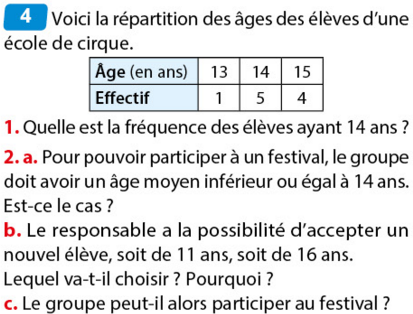 4 Voici la répartition des âges des élèves d'une
école de cirque.
Âge (en ans) 13 14 15
Effectif 1 5 4
1. Quelle est la fréquence des élèves ayant 14 ans ?
2. a. Pour pouvoir participer à un festival, le groupe
doit avoir un âge moyen inférieur ou égal à 14 ans.
Est-ce le cas ?
b. Le responsable a la possibilité d'accepter un
nouvel élève, soit de 11 ans, soit de 16 ans.
Lequel va-t-il choisir ? Pourquoi ?
c. Le groupe peut-il alors participer au festival ?